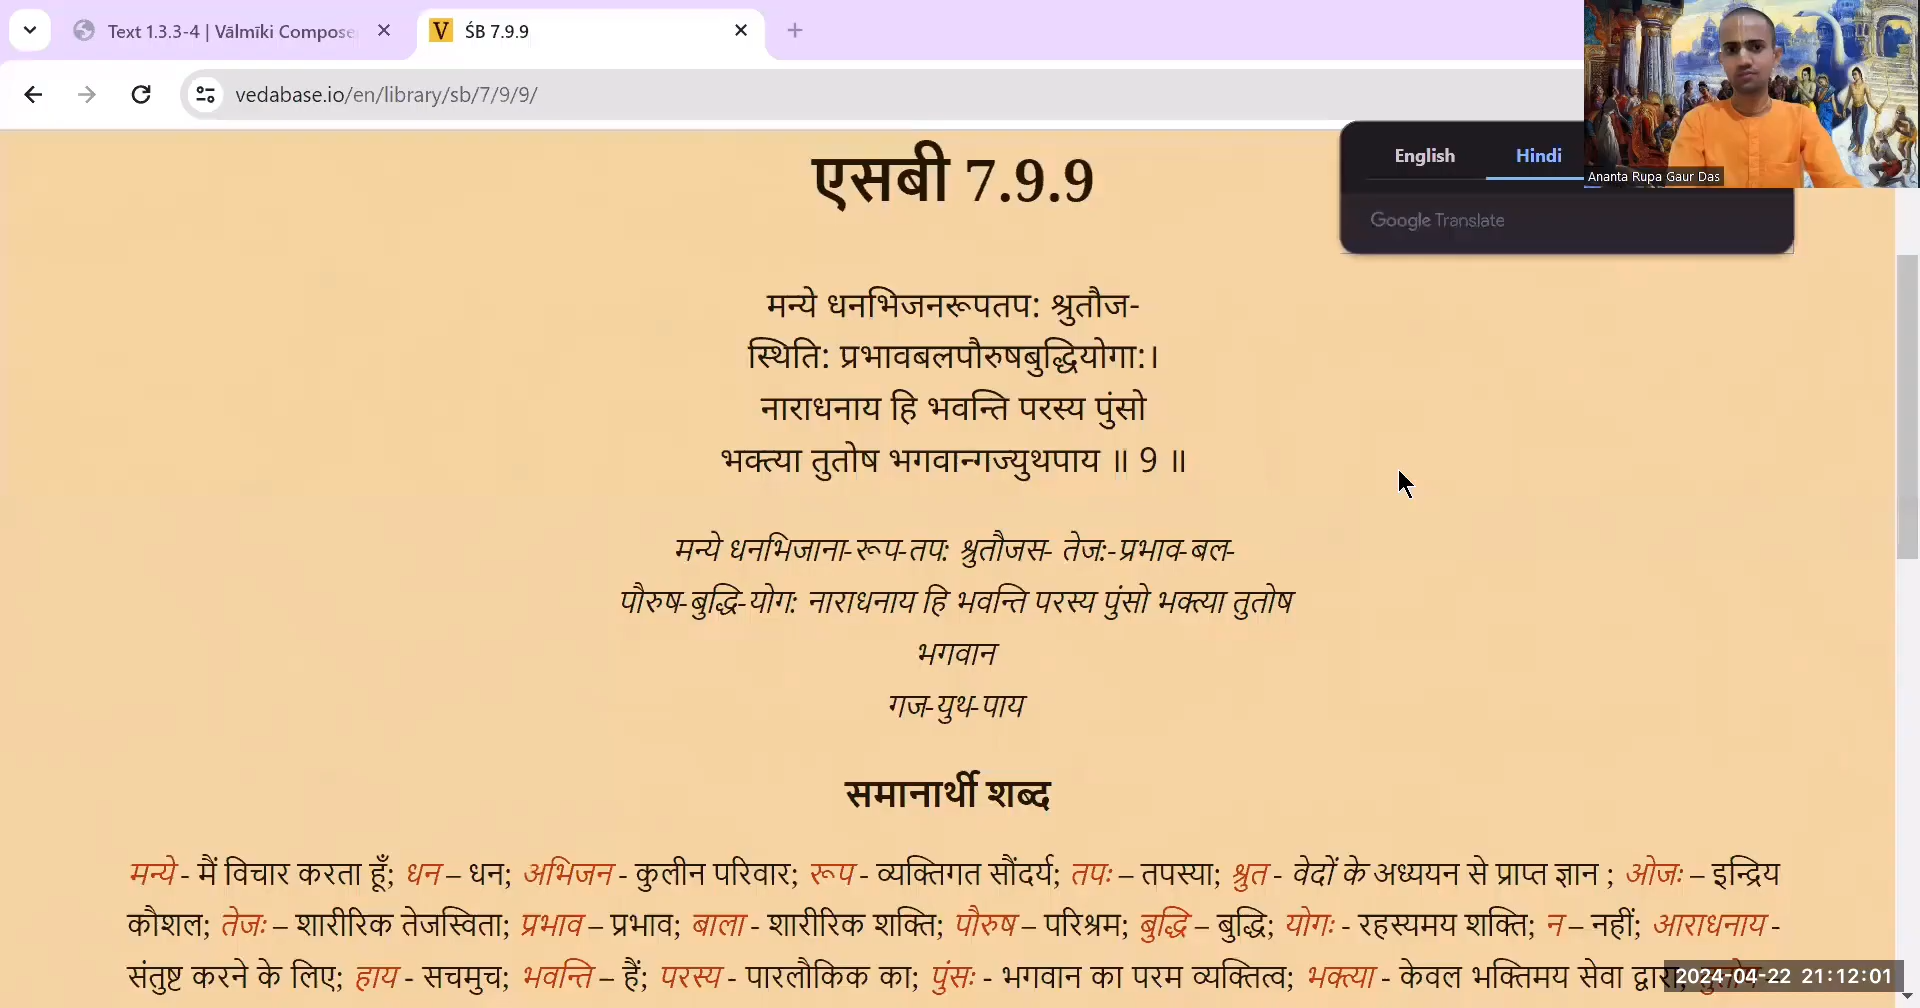 Text 1.3.3-4 | Vālmīki Compose
ŚB 7.9.9
vedabase.io/en/library/sb/7/9/9/
English Hindi
Google Translate
Ananta Rupa Gaur Das
एसबी 7.9.9
मन्ये धनभिजनरूपतप: श्रुतौज-
स्थिति: प्रभावबलपौरुषबुद्धियोगा:।
नाराधनाय हि भवन्ति परस्य पुंसो
भक्त्या तुतोष भगवान्गज्युथपाय ॥ 9 ॥
मन्ये धनभिजाना-रूप-तप: श्रुतौजस- तेज:-प्रभाव-बल-
पौरुष-बुद्धि-योग: नाराधनाय हि भवन्ति परस्य पुंसो भक्त्या तुतोष
भगवान
गज-युथ-पाय
समानार्थी शब्द
मन्ये - मैं विचार करता हूँ; धन – धन; अभिजन - कुलीन परिवार; रूप - व्यक्तिगत सौंदर्य; तपः – तपस्या; श्रुत - वेदों के अध्ययन से प्राप्त ज्ञान ; ओजः – इन्द्रिय
कौशल; तेजः – शारीरिक तेजस्विता; प्रभाव – प्रभाव; बाला - शारीरिक शक्ति; पौरुष – परिश्रम; बुद्धि – बुद्धि; योगः - रहस्यमय शक्ति; न – नहीं; आराधनाय -
संतुष्ट करने के लिए; हाय - सचमुच; भवन्ति – हैं; परस्य - पारलौकिक का; पुंसः - भगवान का परम व्यक्तित्व; भक्त्या - केवल भक्तिमय सेवा द्वारा;
2024-04-22 21:12:01